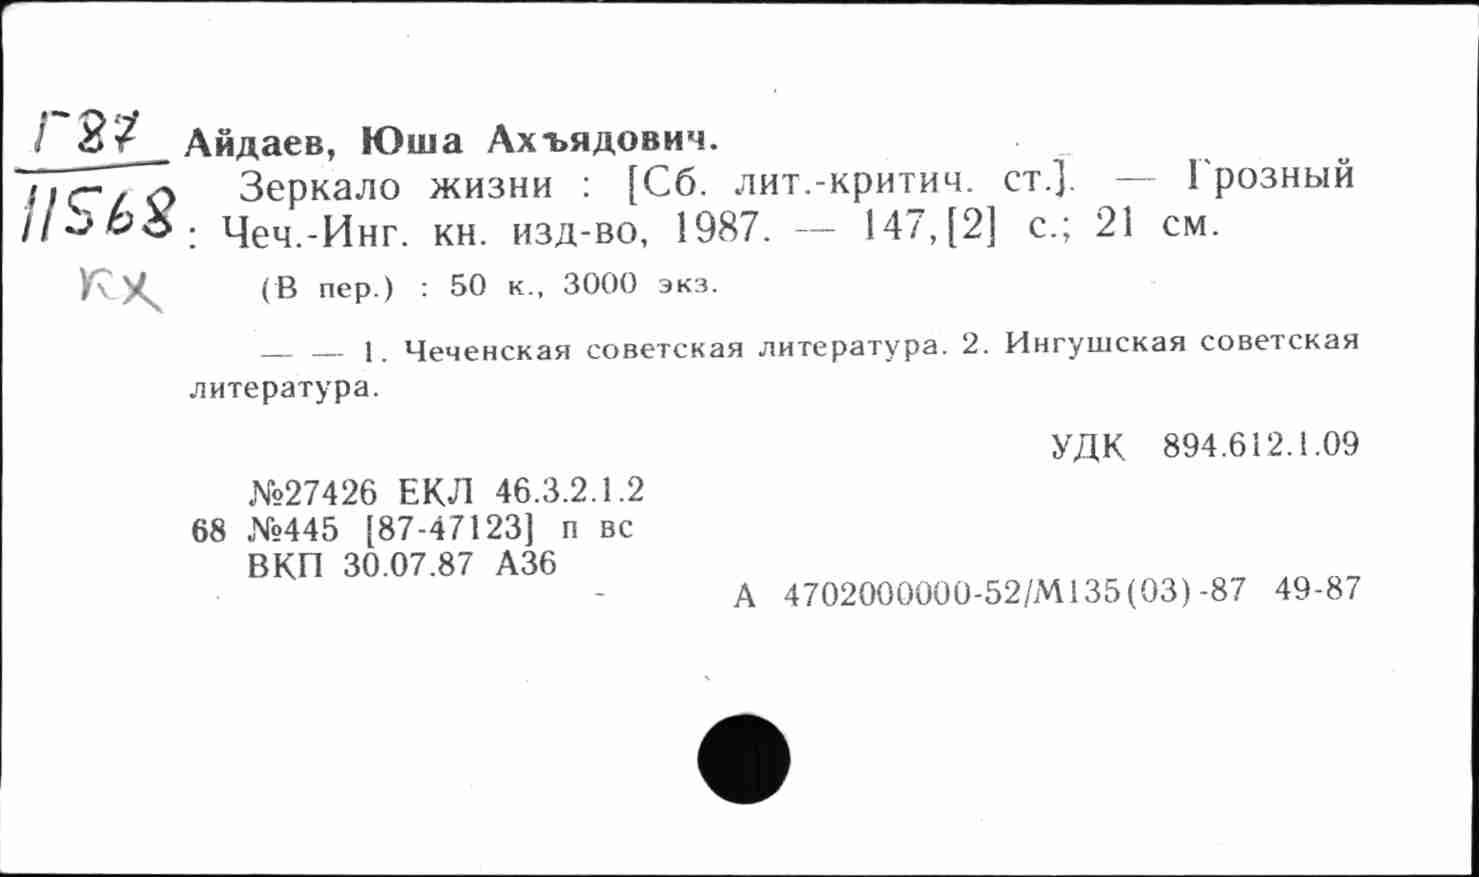 Г87
11568
кх
Айдаев, Юша Ахъядович.
Зеркало жизни : [Сб. лит.-критич. ст.]. — Грозный
: Чеч.-Инг. кн. изд-во, 1987. — 147,[2] с.; 21 см.
(В пер.) : 50 к., 3000 экз.
— — 1. Чеченская советская литература. 2. Ингушская советская
литература.
УДК 894.612.1.09
№27426 ЕКЛ 46.3.2.1.2
68 №445 [87-47123] п вс
ВКП 30.07.87 А36
А 4702000000-52/М135(03)-87 49-87